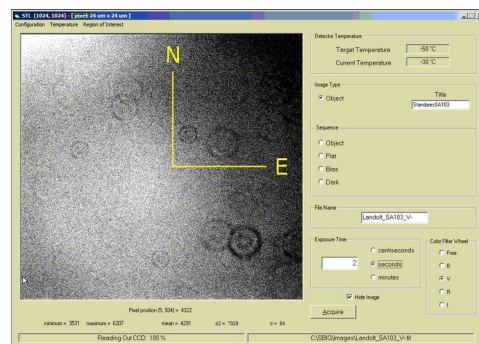 STL (1024,1024) - [ pixel: 24 um x 24 um ]
Configuration Temperature Region of Interest
N
E
Detector Temperature
Target Temperature -50 °C
Current Temperature -30 °C
Image Type
Object
Title
StandaresSA103
Sequence
Object
Flat
Bias
Dark
File Name
Landolt_SA103_V-
Exposure Time
2
centiseconds
seconds
minutes
Color Filter Wheel
Free
B
V
R
I
Hide Image
Acquire
Pixel position (5, 934) = 4322
minimum = 3531 maximum = 6207 mean = 4291 σ2 = 7028 σ = 84
Reading Out CCD: 100 %
C:\SBIG\Images\Landolt_SA103_V-.fit